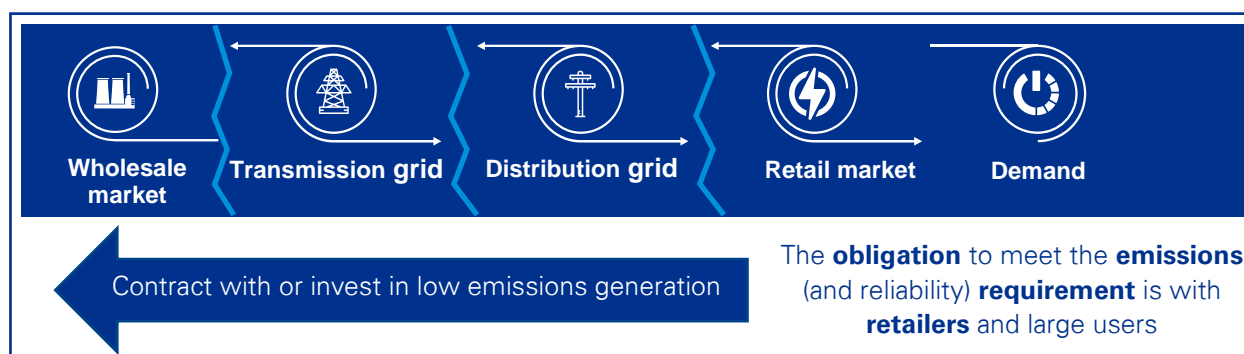 Wholesale
market
Transmission grid
Distribution grid
Retail market
Demand
Contract with or invest in low emissions generation
The obligation to meet the emissions
(and reliability) requirement is with
retailers and large users